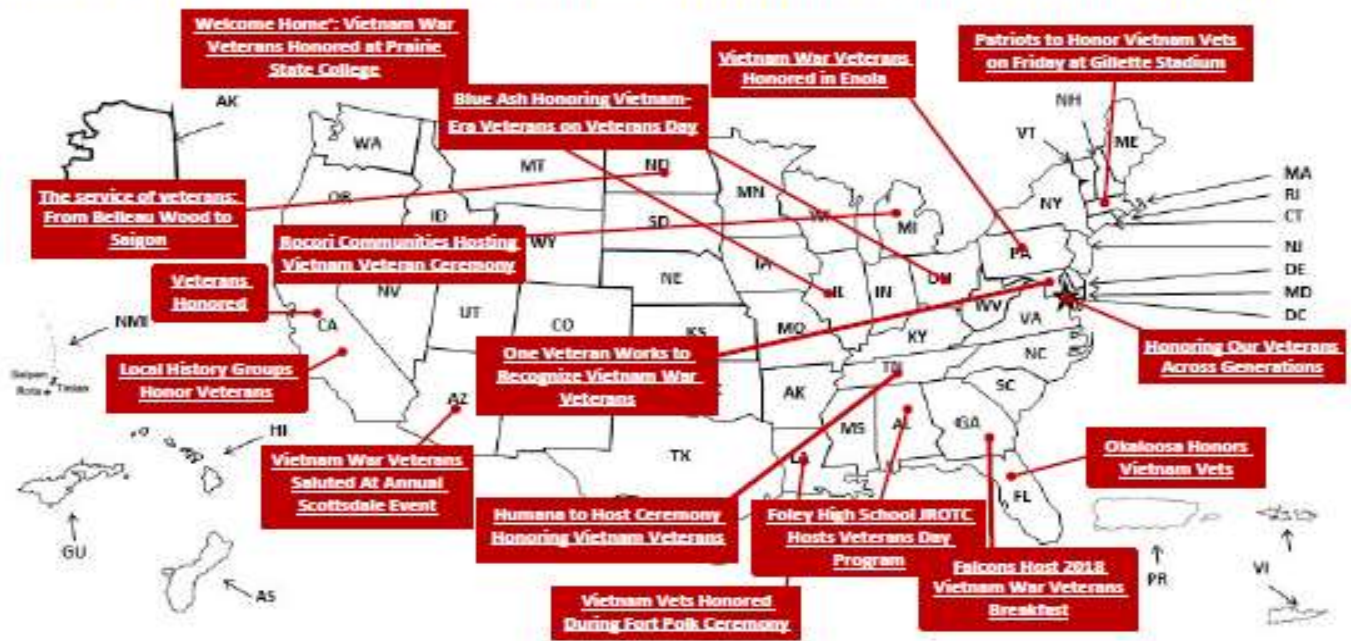 Welcome Home": Vietnam War
Veterans Honored at Prairie
State College
Vietnam War Veterans
Honored in Enola
Patriots to Honor Vietnam Vets
on Friday at Gillette Stadium
Blue Ash Honoring Vietnam-
Era Veterans on Veterans Day
AK
NH
VT
ME
WA
MT
ND
MN
MA
RI
CT
NJ
DE
MD
DC
The service of veterans:
From Belleau Wood to
Saigon
OR
ID
SD
WI
MI
NY
Rocori Communities Hosting
Vietnam Veteran Ceremony
WY
IA
PA
Veterans
Honored
NE
IL
IN
OH
WV
VA
NMI
CA
NV
UT
CO
KS
MO
KY
Honoring Our Veterans
Across Generations
Saipan
Rota
Tinian
Local History Groups
Honor Veterans
One Veteran Works to
Recognize Vietnam War
Veterans
TN
NC
SC
AZ
AK
MS
AL
GA
HI
Vietnam War Veterans
Saluted At Annual
Scottsdale Event
TX
LA
Okaloosa Honors
Vietnam Vets
FL
GU
Humana to Host Ceremony
Honoring Vietnam Veterans
Foley High School JROTC
Hosts Veterans Day
Program
Falcons Host 2018
Vietnam War Veterans
Breakfast
PR
VI
AS
Vietnam Vets Honored
During Fort Polk Ceremony